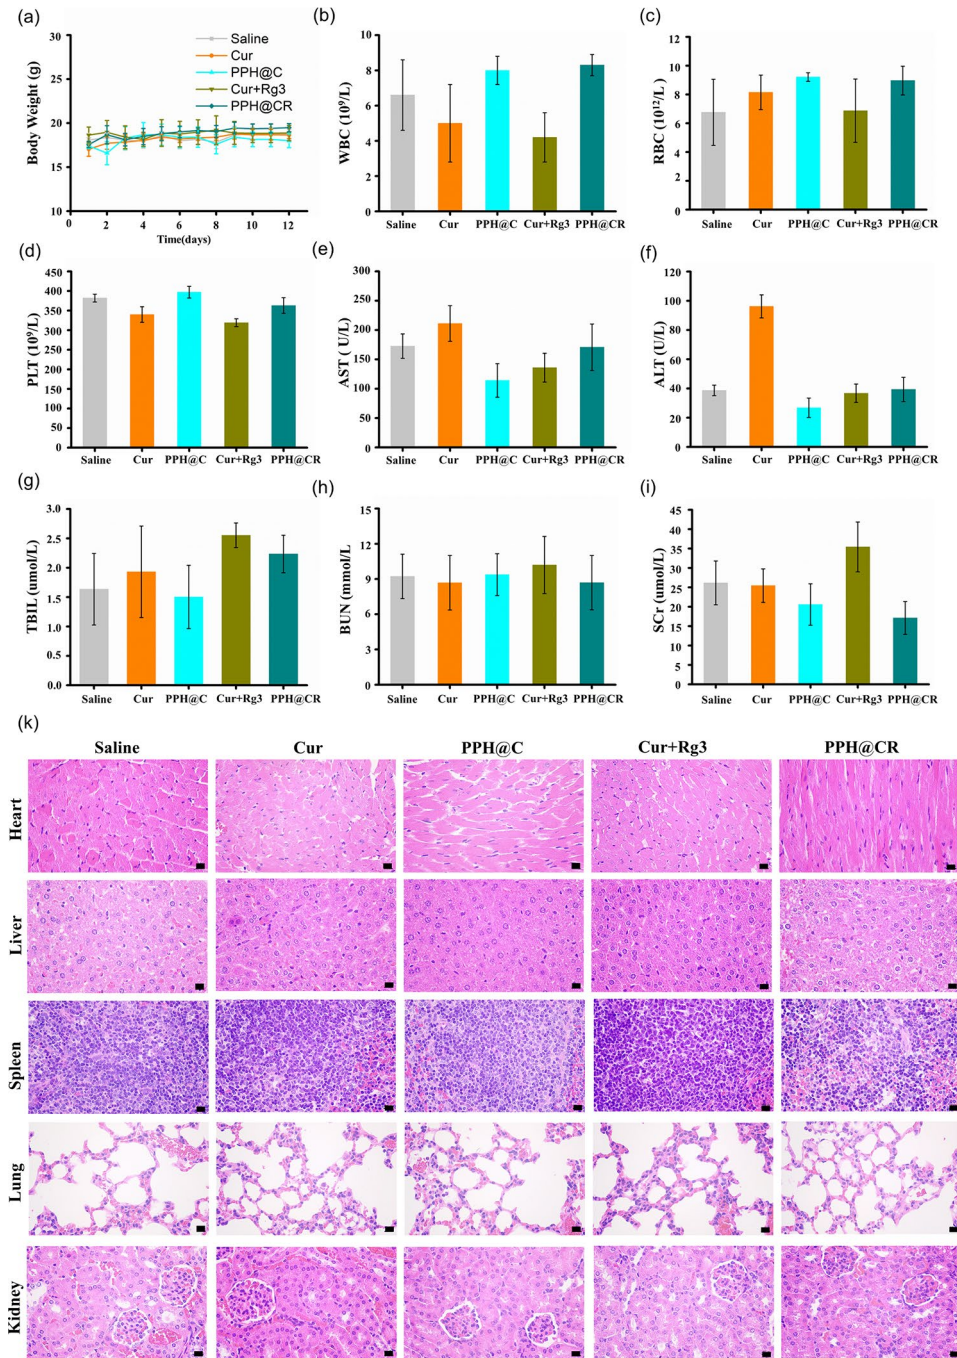 (a)
Body Weight (g)
30
25
20
15
10
0 2 4 6 8 10 12
Time(days)
Saline
Cur
PPH@C
Cur+Rg3
PPH@CR
(b)
WBC (10⁹/L)
10
8
6
4
2
0
Saline Cur PPH@C Cur+Rg3 PPH@CR
(c)
RBC (10¹²/L)
12
10
8
6
4
2
0
Saline Cur PPH@C Cur+Rg3 PPH@CR
(d)
PLT (10⁹/L)
450
400
350
300
350
200
150
100
50
0
Saline Cur PPH@C Cur+Rg3 PPH@CR
(e)
AST ( U/L)
300
250
200
150
100
50
0
Saline Cur PPH@C Cur+Rg3 PPH@CR
(f)
ALT (U/L)
120
100
80
60
40
20
0
Saline Cur PPH@C Cur+Rg3 PPH@CR
(g)
TBIL (umol/L)
3.0
2.5
2.0
1.5
1.0
0.5
0.0
Saline Cur PPH@C Cur+Rg3 PPH@CR
(h)
BUN (mmol/L
15
12
9
6
3
0
Saline Cur PPH@C Cur+Rg3 PPH@CR
(i)
SCr (umol/L)
45
40
35
30
25
20
15
10
5
0
Saline Cur PPH@C Cur+Rg3 PPH@CR
(k)
Saline Cur PPH@C Cur+Rg3 PPH@CR
Heart
Liver
Spleen
Lung
Kidney